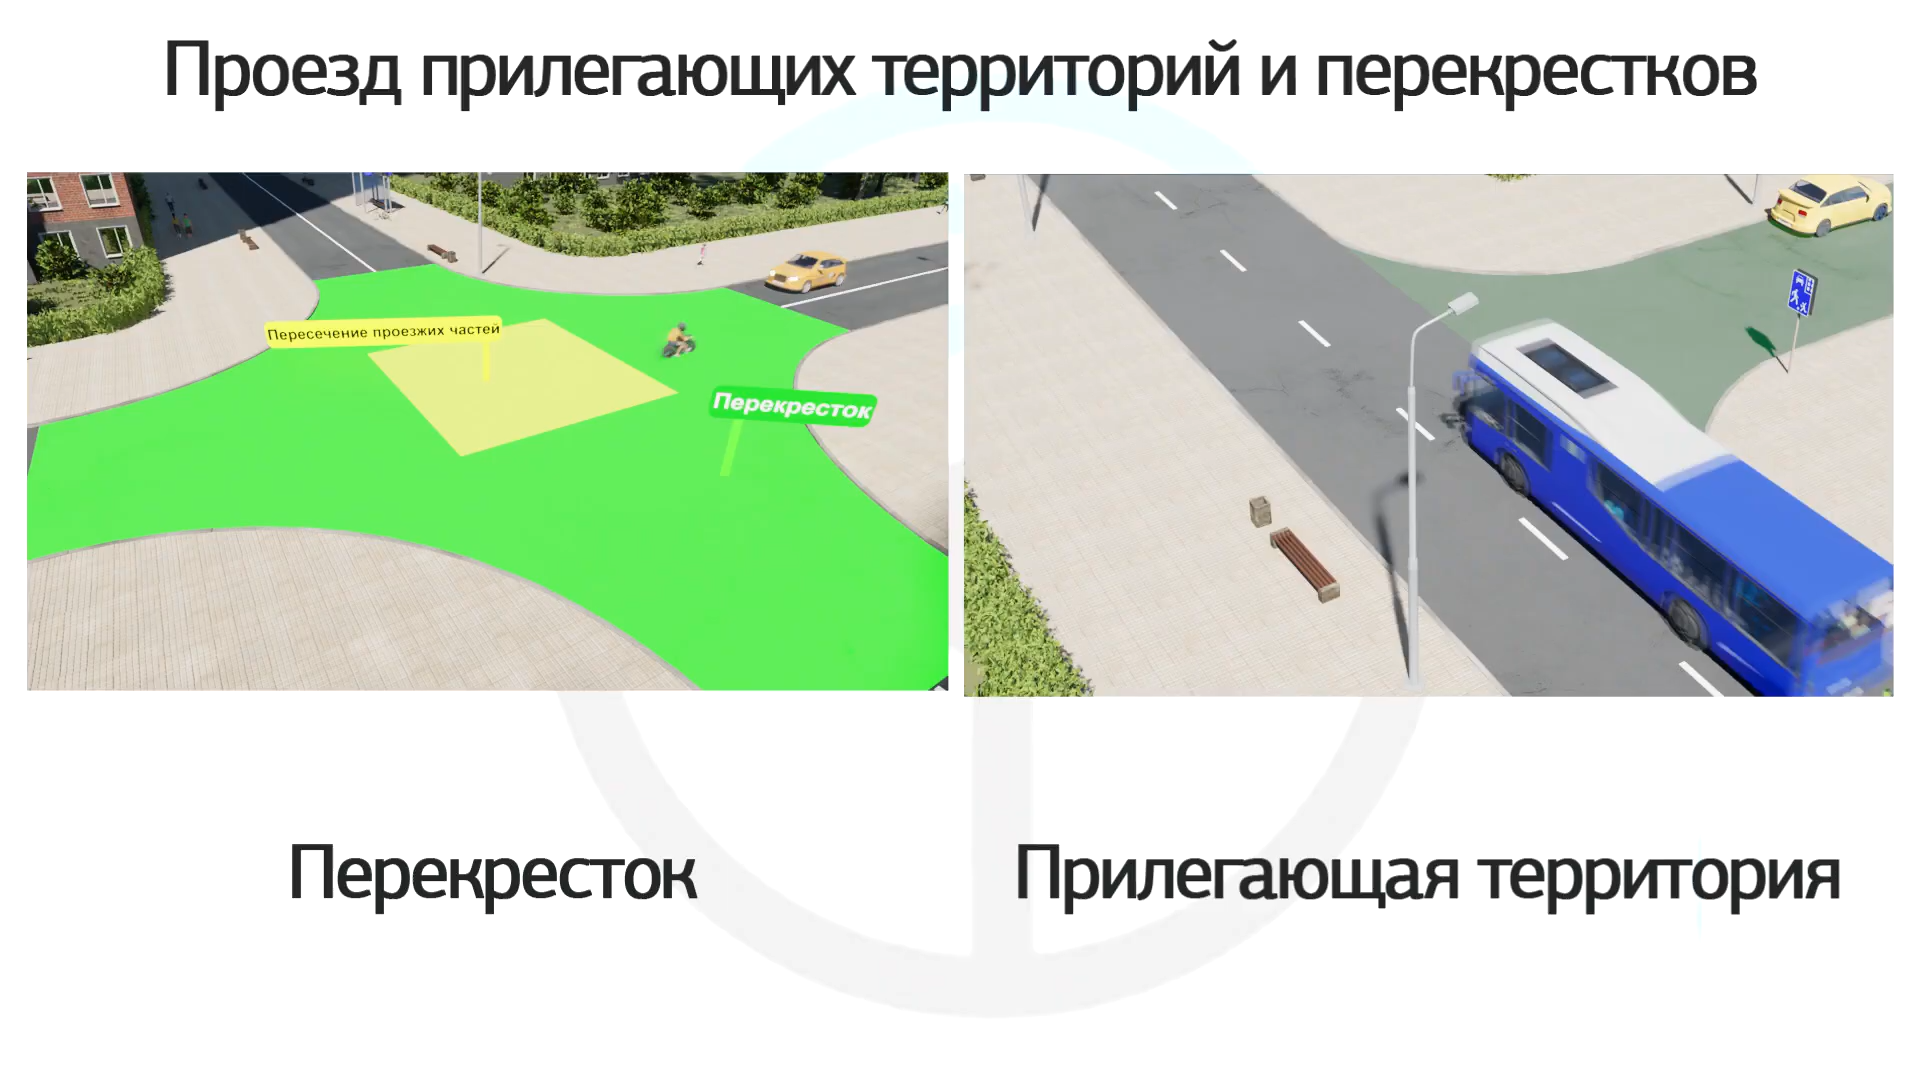 Проезд прилегающих территорий и перекрестков
Пересечение проезжих частей
Перекресток
Перекресток
Прилегающая территория